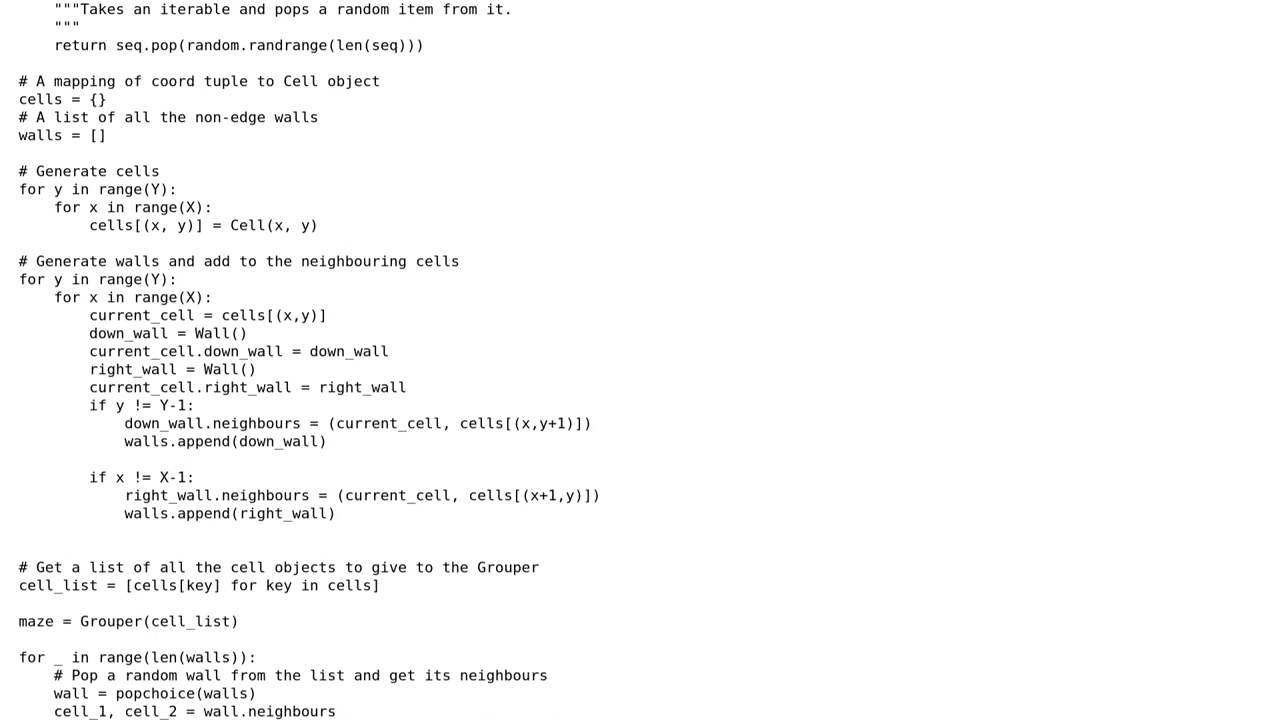 """Takes an iterable and pops a random item from it.
"""
return seq.pop(random.randrange(len(seq)))
# A mapping of coord tuple to Cell object
cells = {}
# A list of all the non-edge walls
walls = []
# Generate cells
for y in range(Y):
for x in range(X):
cells[(x, y)] = Cell(x, y)
# Generate walls and add to the neighbouring cells
for y in range(Y):
for x in range(X):
current_cell = cells[(x,y)]
down_wall = Wall()
current_cell.down_wall = down_wall
right_wall = Wall()
current_cell.right_wall = right_wall
if y != Y-1:
down_wall.neighbours = (current_cell, cells[(x,y+1)])
walls.append(down_wall)
if x != X-1:
right_wall.neighbours = (current_cell, cells[(x+1,y)])
walls.append(right_wall)
# Get a list of all the cell objects to give to the Grouper
cell_list = [cells[key] for key in cells]
maze = Grouper(cell_list)
for _ in range(len(walls)):
# Pop a random wall from the list and get its neighbours
wall = popchoice(walls)
cell_1, cell_2 = wall.neighbours